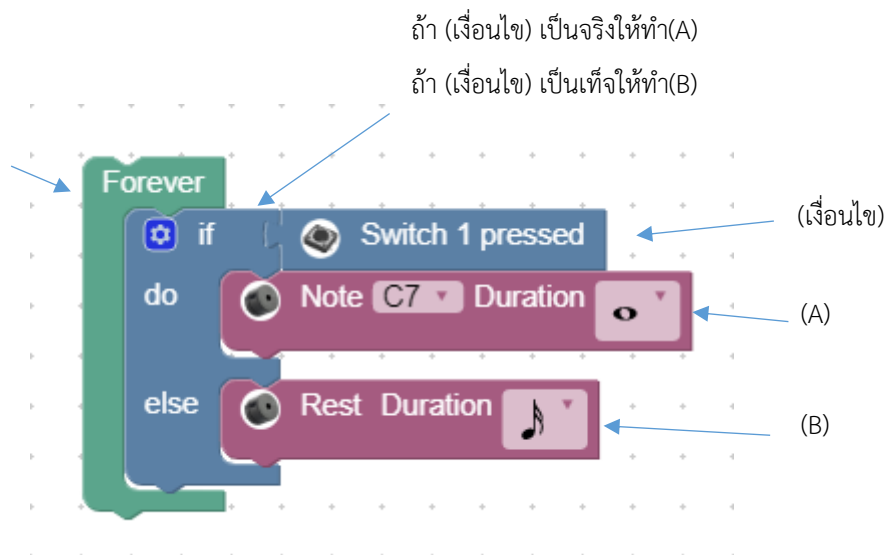 ถ้า (เงื่อนไข) เป็นจริงให้ทำ(A)
ถ้า (เงื่อนไข) เป็นเท็จให้ทำ(B)
Forever
if Switch 1 pressed
(เงื่อนไข)
do Note C7 Duration
(A)
else Rest Duration
(B)